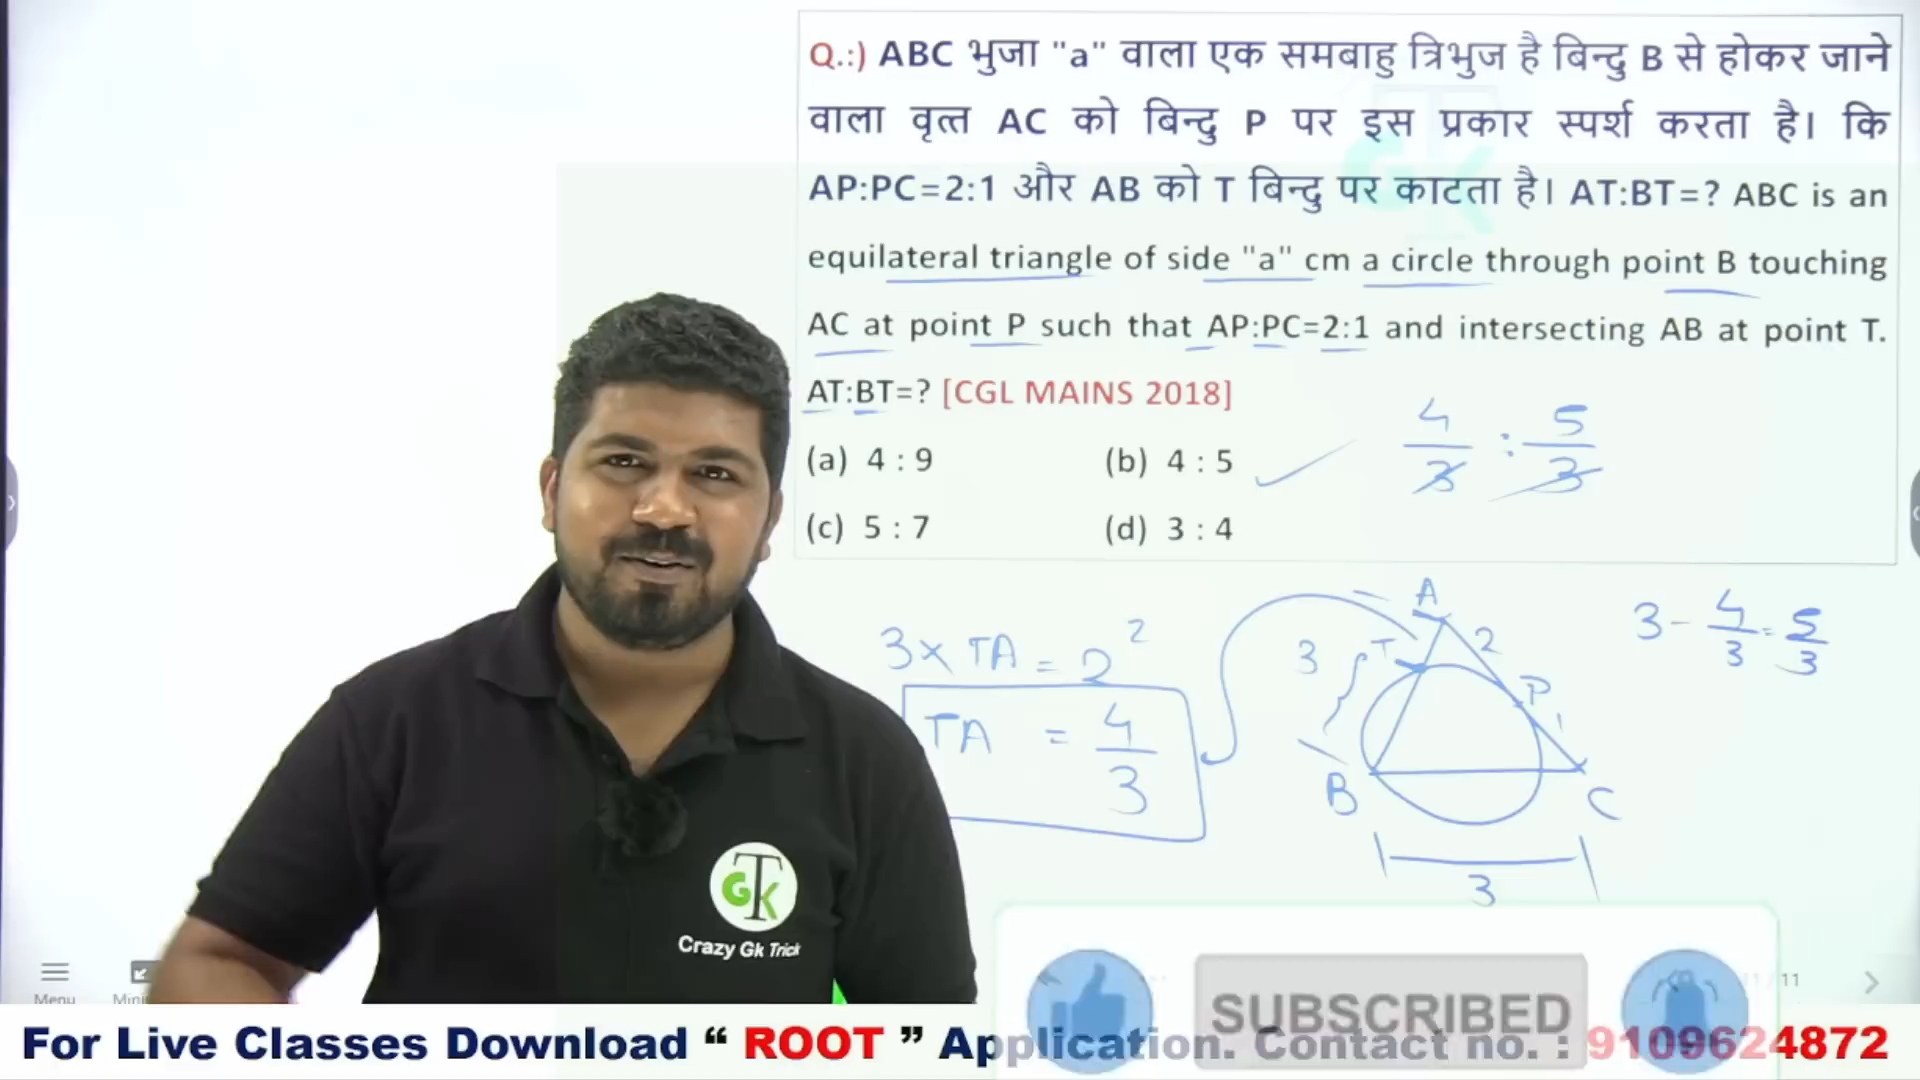 Q.:) ABC भुजा "a" वाला एक समबाहु त्रिभुज है बिन्दु B से होकर जाने
वाला वृत्त AC को बिन्दु P पर इस प्रकार स्पर्श करता है। कि
AP:PC=2:1 और AB को T बिन्दु पर काटता है। AT:BT=? ABC is an
equilateral triangle of side "a" cm a circle through point B touching
AC at point P such that AP:PC=2:1 and intersecting AB at point T.
AT:BT=? [CGL MAINS 2018]
4/3 : 5/3
(a) 4 : 9 (b) 4 : 5
(c) 5 : 7 (d) 3 : 4
3 × TA = 2²
TA = 4/3
A
3 T 2
P
1
B C
3
3 - 4/3 = 5/3
GTK
Crazy Gk Trick
Menu
11
SUBSCRIBED
For Live Classes Download “ ROOT ” Application. Contact no. : 9109624872